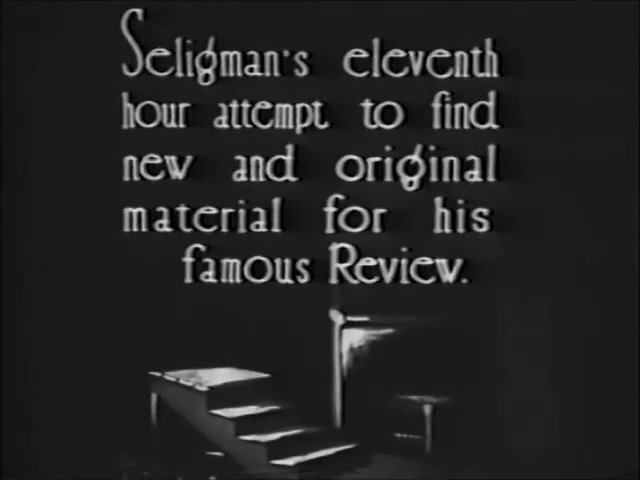 Seligman's eleventh
hour attempt to find
new and original
material for his
famous Review.